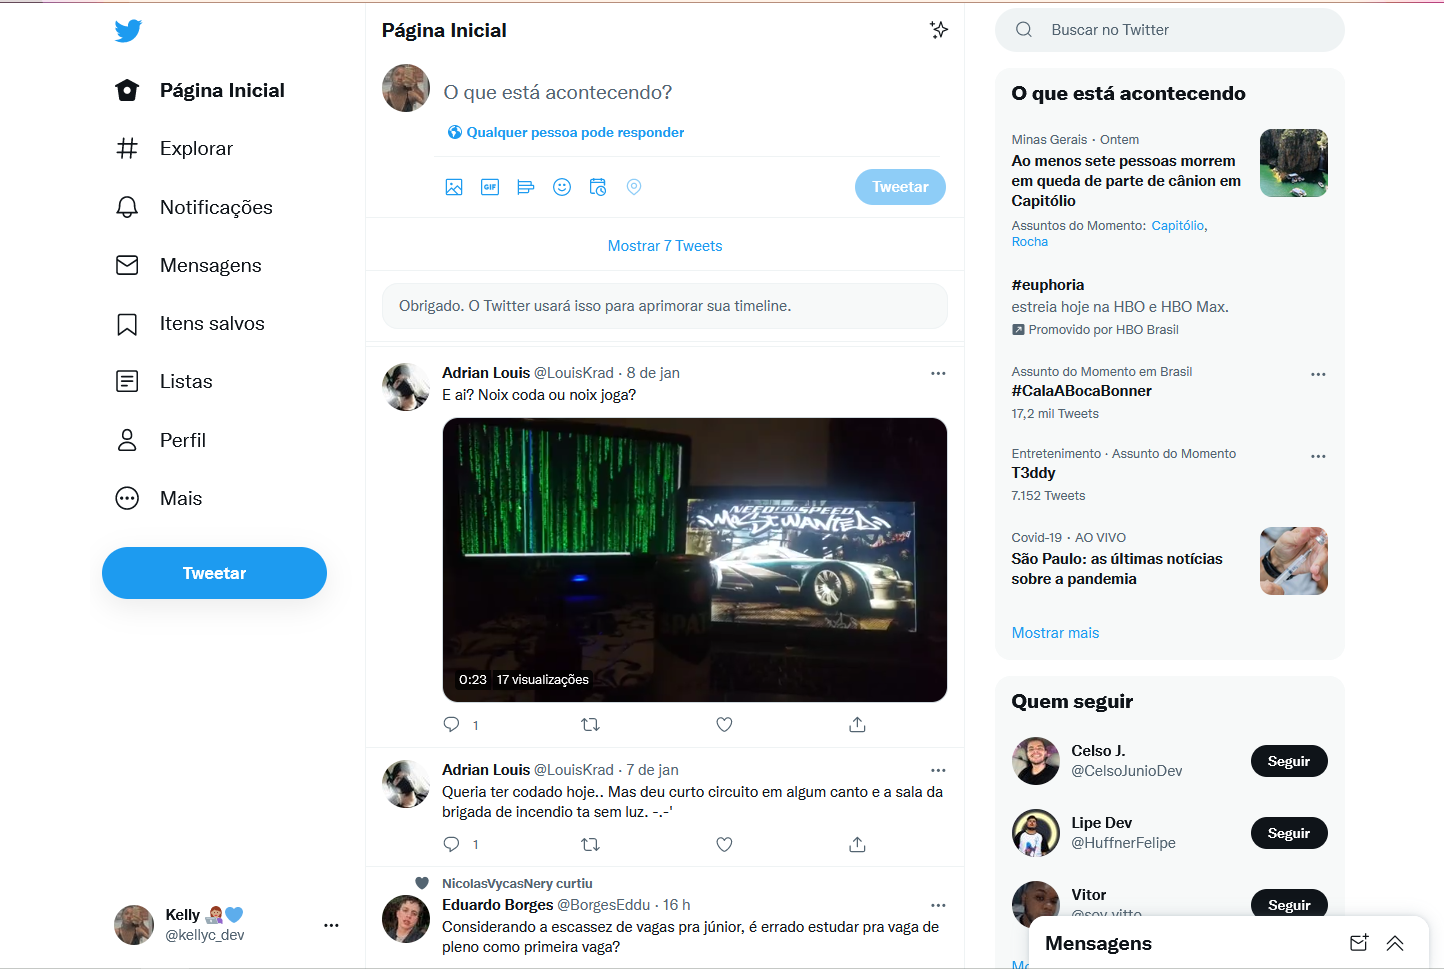 Página Inicial
Explorar
Notificações
Mensagens
Itens salvos
Listas
Perfil
Mais
Tweetar
Kelly
@kellyc_dev
Página Inicial
O que está acontecendo?
Qualquer pessoa pode responder
GIF
Tweetar
Mostrar 7 Tweets
Obrigado. O Twitter usará isso para aprimorar sua timeline.
Adrian Louis @LouisKrad · 8 de jan
E ai? Noix coda ou noix joga?
NEED FOR SPEED
MOST WANTED
0:23 17 visualizações
1
Adrian Louis @LouisKrad · 7 de jan
Queria ter codado hoje.. Mas deu curto circuito em algum canto e a sala da
brigada de incendio ta sem luz. -.-'
1
NicolasVycasNery curtiu
Eduardo Borges @BorgesEddu · 16 h
Considerando a escassez de vagas pra júnior, é errado estudar pra vaga de
pleno como primeira vaga?
Buscar no Twitter
O que está acontecendo
Minas Gerais · Ontem
Ao menos sete pessoas morrem
em queda de parte de cânion em
Capitólio
Assuntos do Momento: Capitólio,
Rocha
#euphoria
estreia hoje na HBO e HBO Max.
Promovido por HBO Brasil
Assunto do Momento em Brasil
#CalaABocaBonner
17,2 mil Tweets
Entretenimento · Assunto do Momento
T3ddy
7.152 Tweets
Covid-19 · AO VIVO
São Paulo: as últimas notícias
sobre a pandemia
Mostrar mais
Quem seguir
Celso J.
@CelsoJunioDev
Seguir
Lipe Dev
@HuffnerFelipe
Seguir
Vitor
@soy_vitto
Seguir
Mensagens